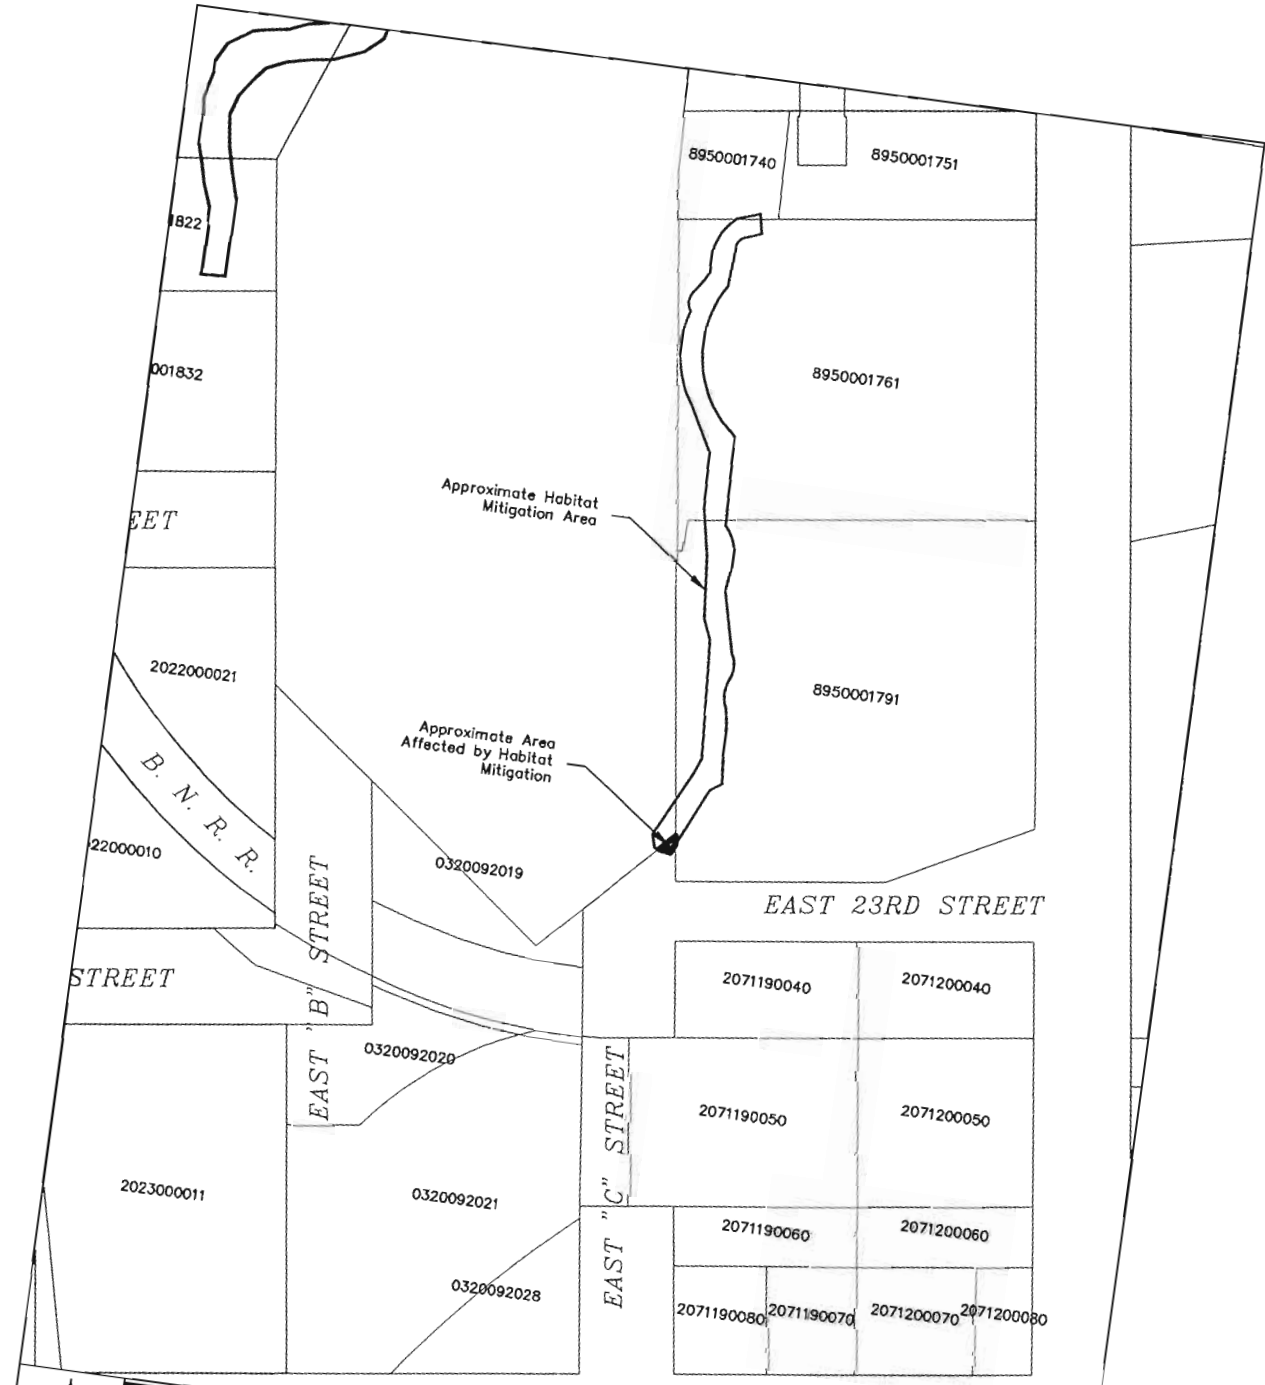 8950001740
8950001751
1822
001832
8950001761
Approximate Habitat
Mitigation Area
EET
2022000021
8950001791
Approximate Area
Affected by Habitat
Mitigation
B. N. R. R.
22000010
0320092019
EAST 23RD STREET
STREET
EAST "B" STREET
2071190040
2071200040
0320092020
EAST "C" STREET
2071190050
2071200050
2023000011
0320092021
2071190060
2071200060
0320092028
2071190080
2071190070
2071200070
2071200080